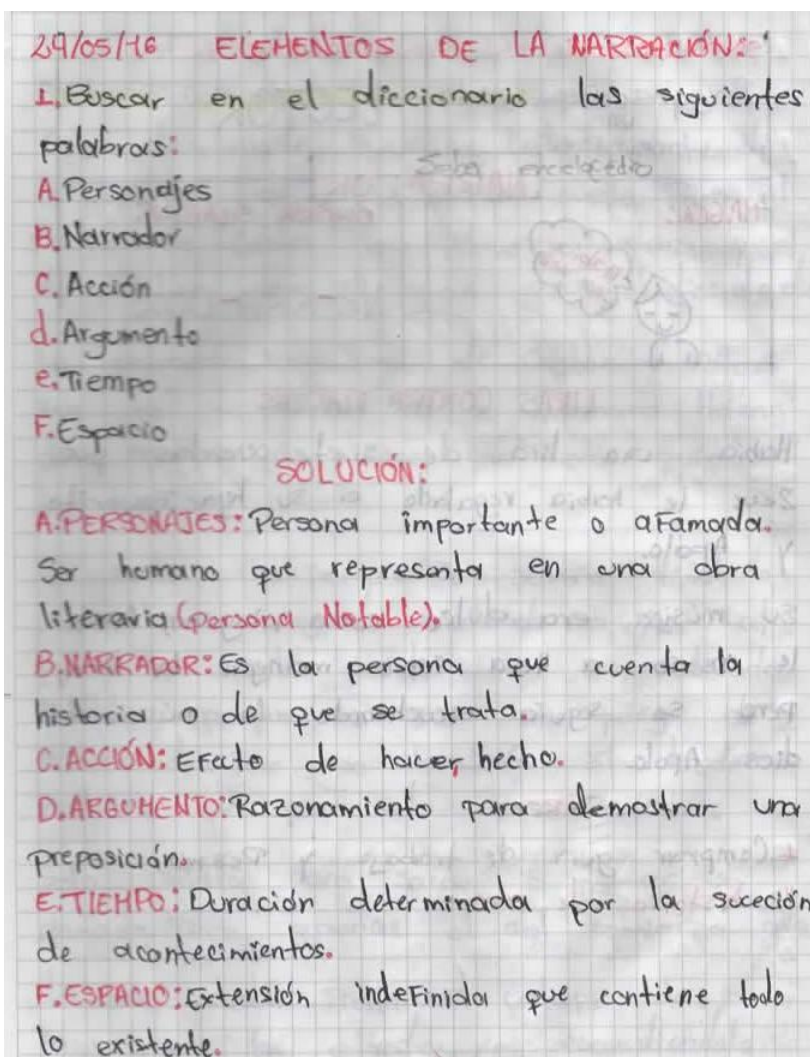 29/05/16 ELEMENTOS DE LA NARRACIÓN:
1. Buscar en el diccionario las siguientes
palabras:
A. Personajes
B. Narrador
C. Acción
d. Argumento
e. Tiempo
F. Espacio
SOLUCIÓN:
A. PERSONAJES: Persona importante o aFamada.
Ser humano que representa en una obra
literaria (persona Notable).
B. NARRADOR: Es la persona que cuenta la
historia o de que se trata.
C. ACCIÓN: EFecto de hacer, hecho.
D. ARGUMENTO: Razonamiento para demostrar una
preposición.
E. TIEMPO: Duración determinada por la suceción
de acontecimientos.
F. ESPACIO: Extensión indeFinida que contiene todo
lo existente.